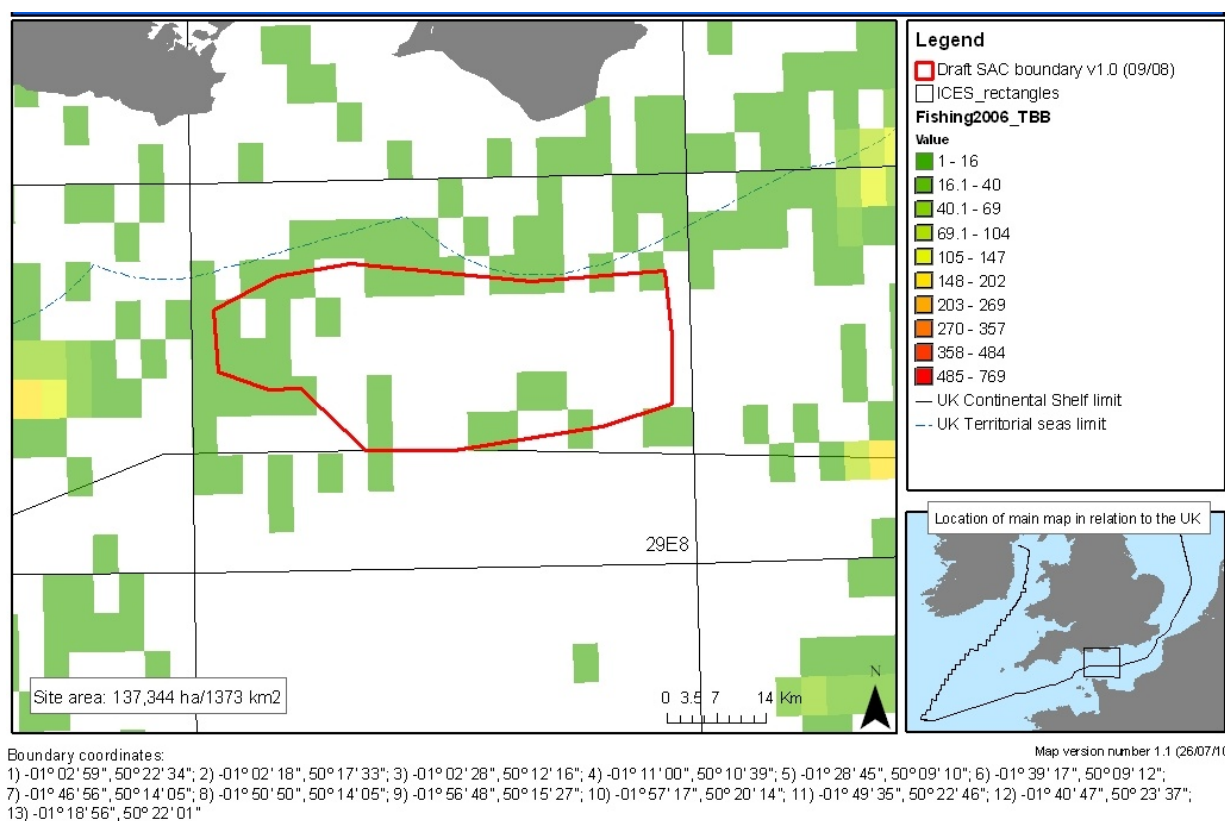 Legend
Draft SAC boundary v1.0 (09/08)
ICES_rectangles
Fishing2006_TBB
Value
1 - 16
16.1 - 40
40.1 - 69
69.1 - 104
105 - 147
148 - 202
203 - 269
270 - 357
358 - 484
485 - 769
UK Continental Shelf limit
UK Territorial seas limit
Location of main map in relation to the UK
29E8
Site area: 137,344 ha/1373 km2
0 3.5 7 14 Km
N
Map version number 1.1 (26/07/10
Boundary coordinates:
1) -01° 02' 59", 50° 22' 34"; 2) -01° 02' 18", 50° 17' 33"; 3) -01° 02' 28", 50° 12' 16"; 4) -01° 11' 00", 50° 10' 39"; 5) -01° 28' 45", 50° 09' 10"; 6) -01° 39' 17", 50° 09' 12";
7) -01° 46' 56", 50° 14' 05"; 8) -01° 50' 50", 50° 14' 05"; 9) -01° 56' 48", 50° 15' 27"; 10) -01° 57' 17", 50° 20' 14"; 11) -01° 49' 35", 50° 22' 46"; 12) -01° 40' 47", 50° 23' 37";
13) -01° 18' 56", 50° 22' 01"